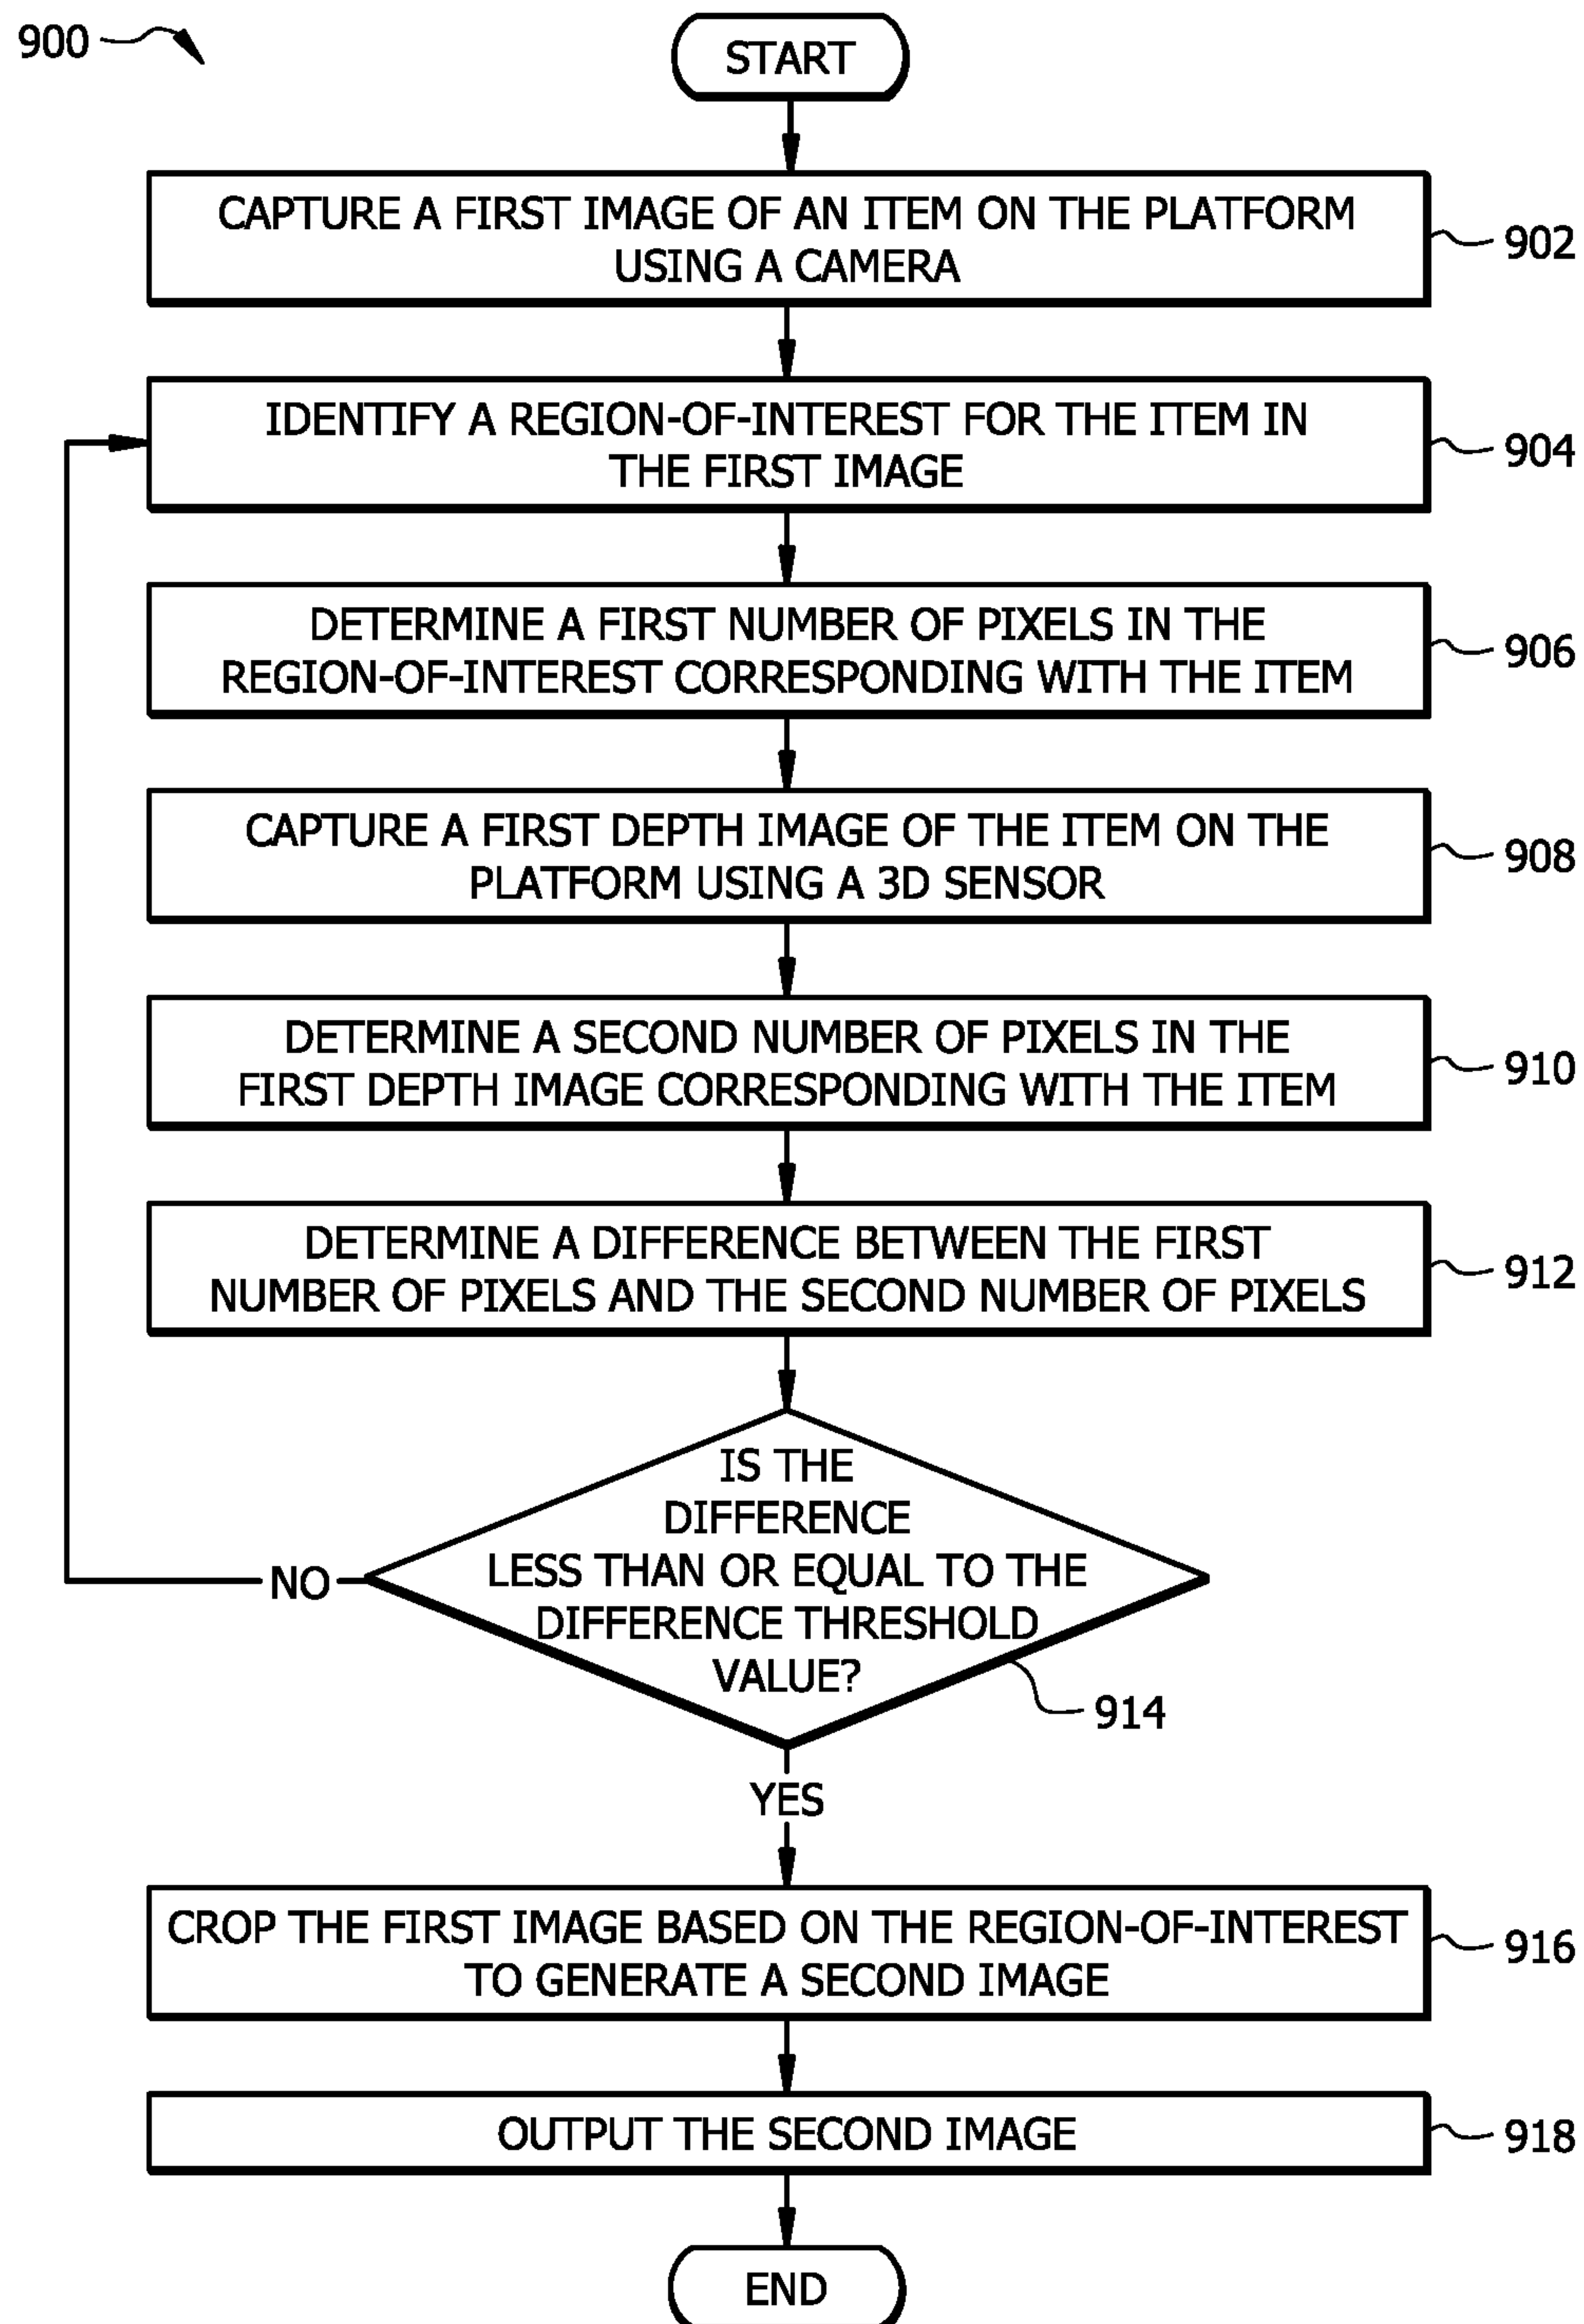 900
START
CAPTURE A FIRST IMAGE OF AN ITEM ON THE PLATFORM
USING A CAMERA
902
IDENTIFY A REGION-OF-INTEREST FOR THE ITEM IN
THE FIRST IMAGE
904
DETERMINE A FIRST NUMBER OF PIXELS IN THE
REGION-OF-INTEREST CORRESPONDING WITH THE ITEM
906
CAPTURE A FIRST DEPTH IMAGE OF THE ITEM ON THE
PLATFORM USING A 3D SENSOR
908
DETERMINE A SECOND NUMBER OF PIXELS IN THE
FIRST DEPTH IMAGE CORRESPONDING WITH THE ITEM
910
DETERMINE A DIFFERENCE BETWEEN THE FIRST
NUMBER OF PIXELS AND THE SECOND NUMBER OF PIXELS
912
IS THE
DIFFERENCE
LESS THAN OR EQUAL TO THE
DIFFERENCE THRESHOLD
VALUE?
NO
914
YES
CROP THE FIRST IMAGE BASED ON THE REGION-OF-INTEREST
TO GENERATE A SECOND IMAGE
916
OUTPUT THE SECOND IMAGE
918
END